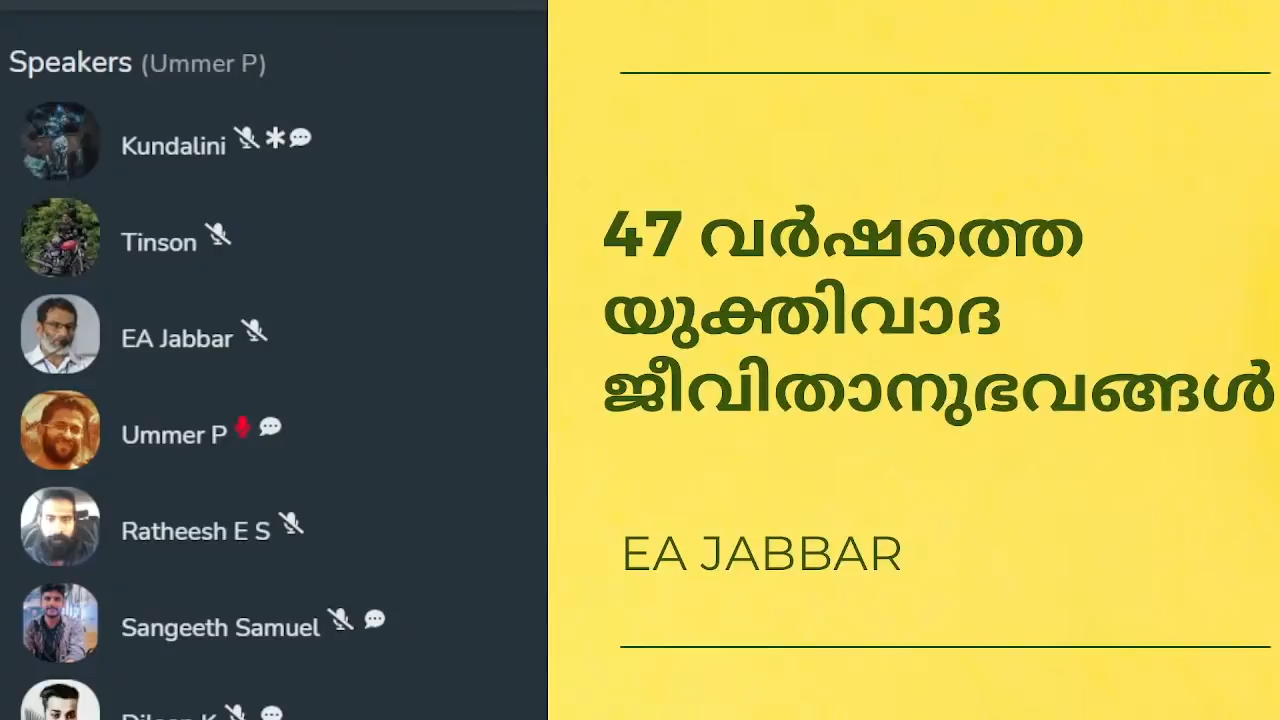 Speakers (Ummer P)
Kundalini
Tinson
EA Jabbar
Ummer P
Ratheesh E S
Sangeeth Samuel
47 വർഷത്തെ
യുക്തിവാദ
ജീവിതാനുഭവങ്ങൾ
EA JABBAR